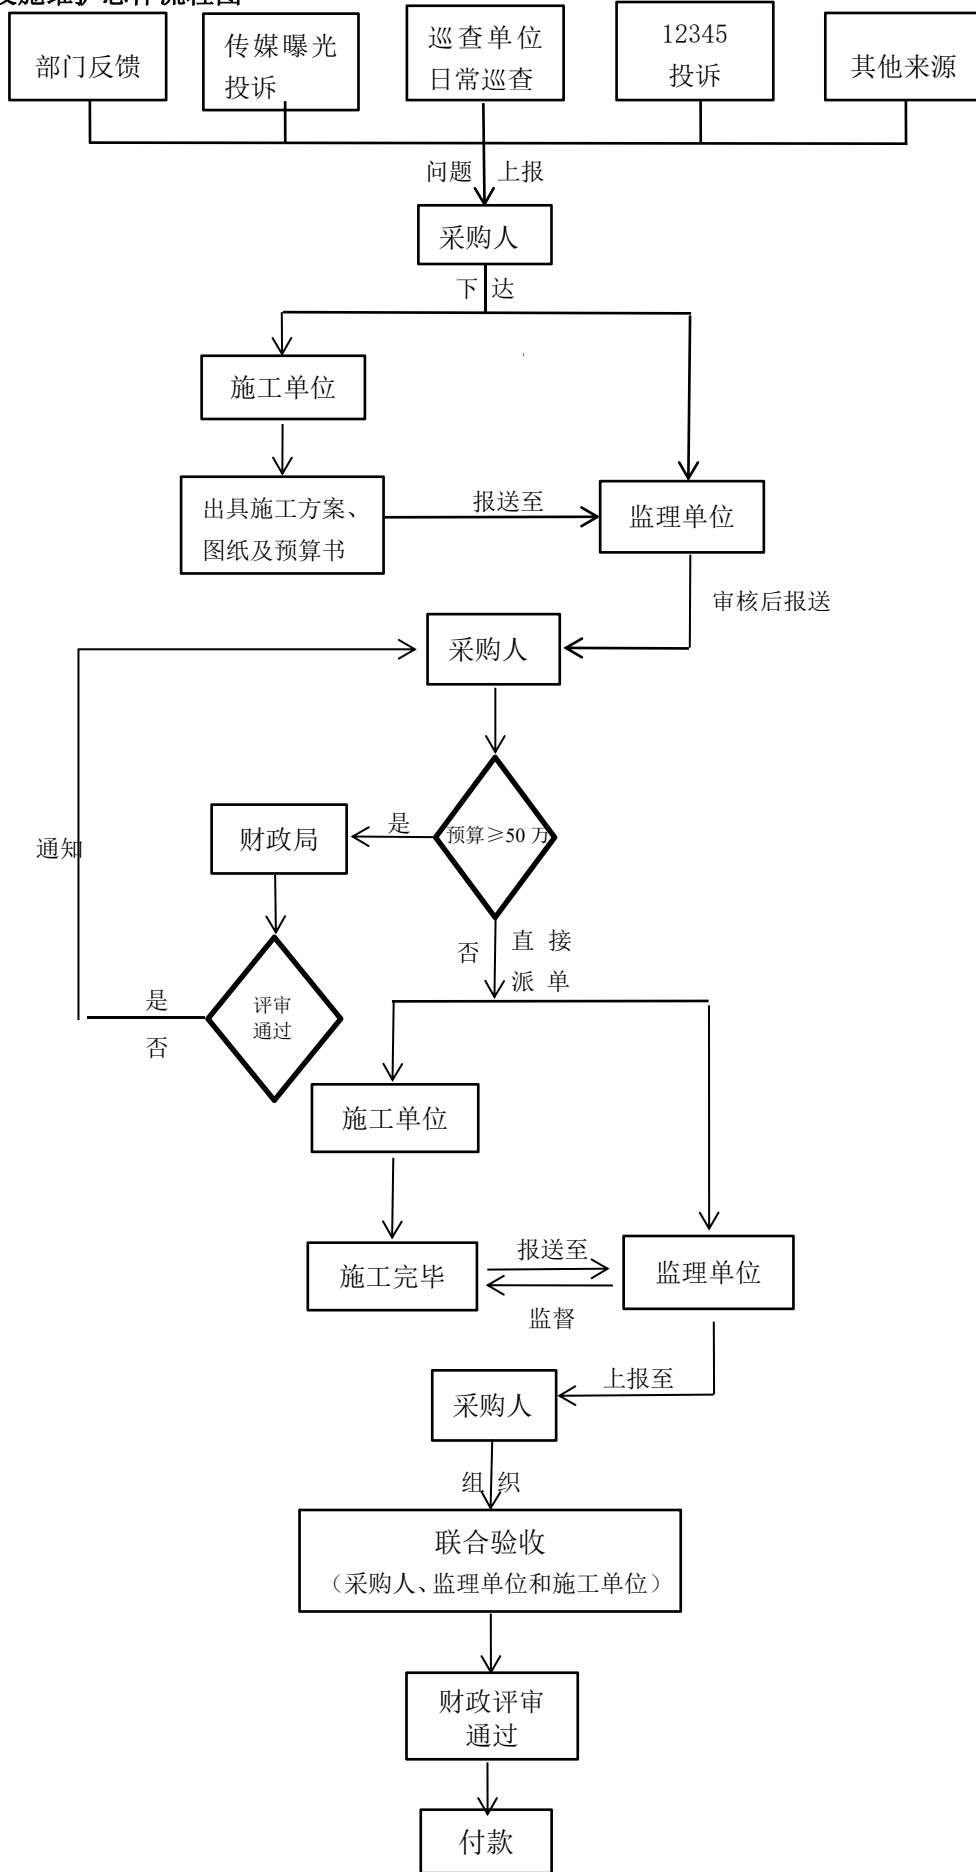 部门反馈
传媒曝光
投诉
巡查单位
日常巡查
12345
投诉
其他来源
问题 上报
采购人
下 达
施工单位
出具施工方案、
图纸及预算书
报送至
监理单位
审核后报送
采购人
预算≥50 万
是
财政局
通知
否
直 接
派 单
评审
通过
是
否
施工单位
施工完毕
报送至
监督
监理单位
上报至
采购人
组 织
联合验收
（采购人、监理单位和施工单位）
财政评审
通过
付款